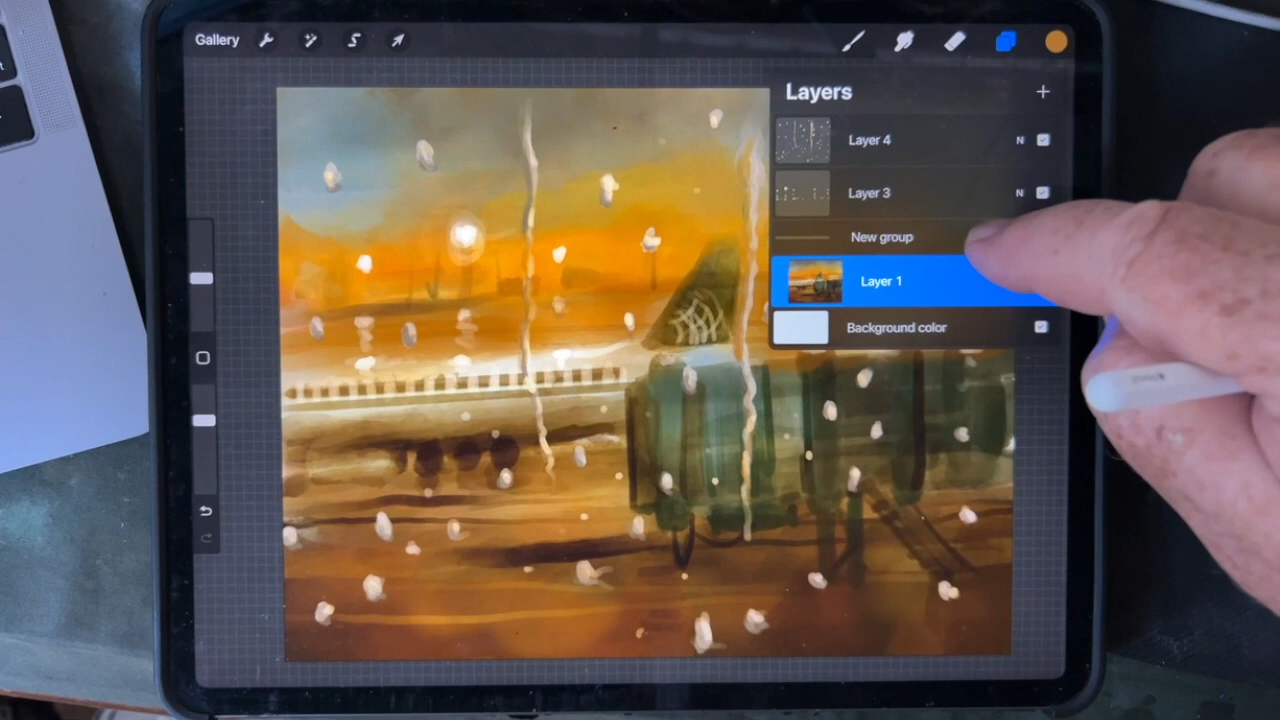 Gallery
Layers
Layer 4
N
Layer 3
N
New group
Layer 1
Background color